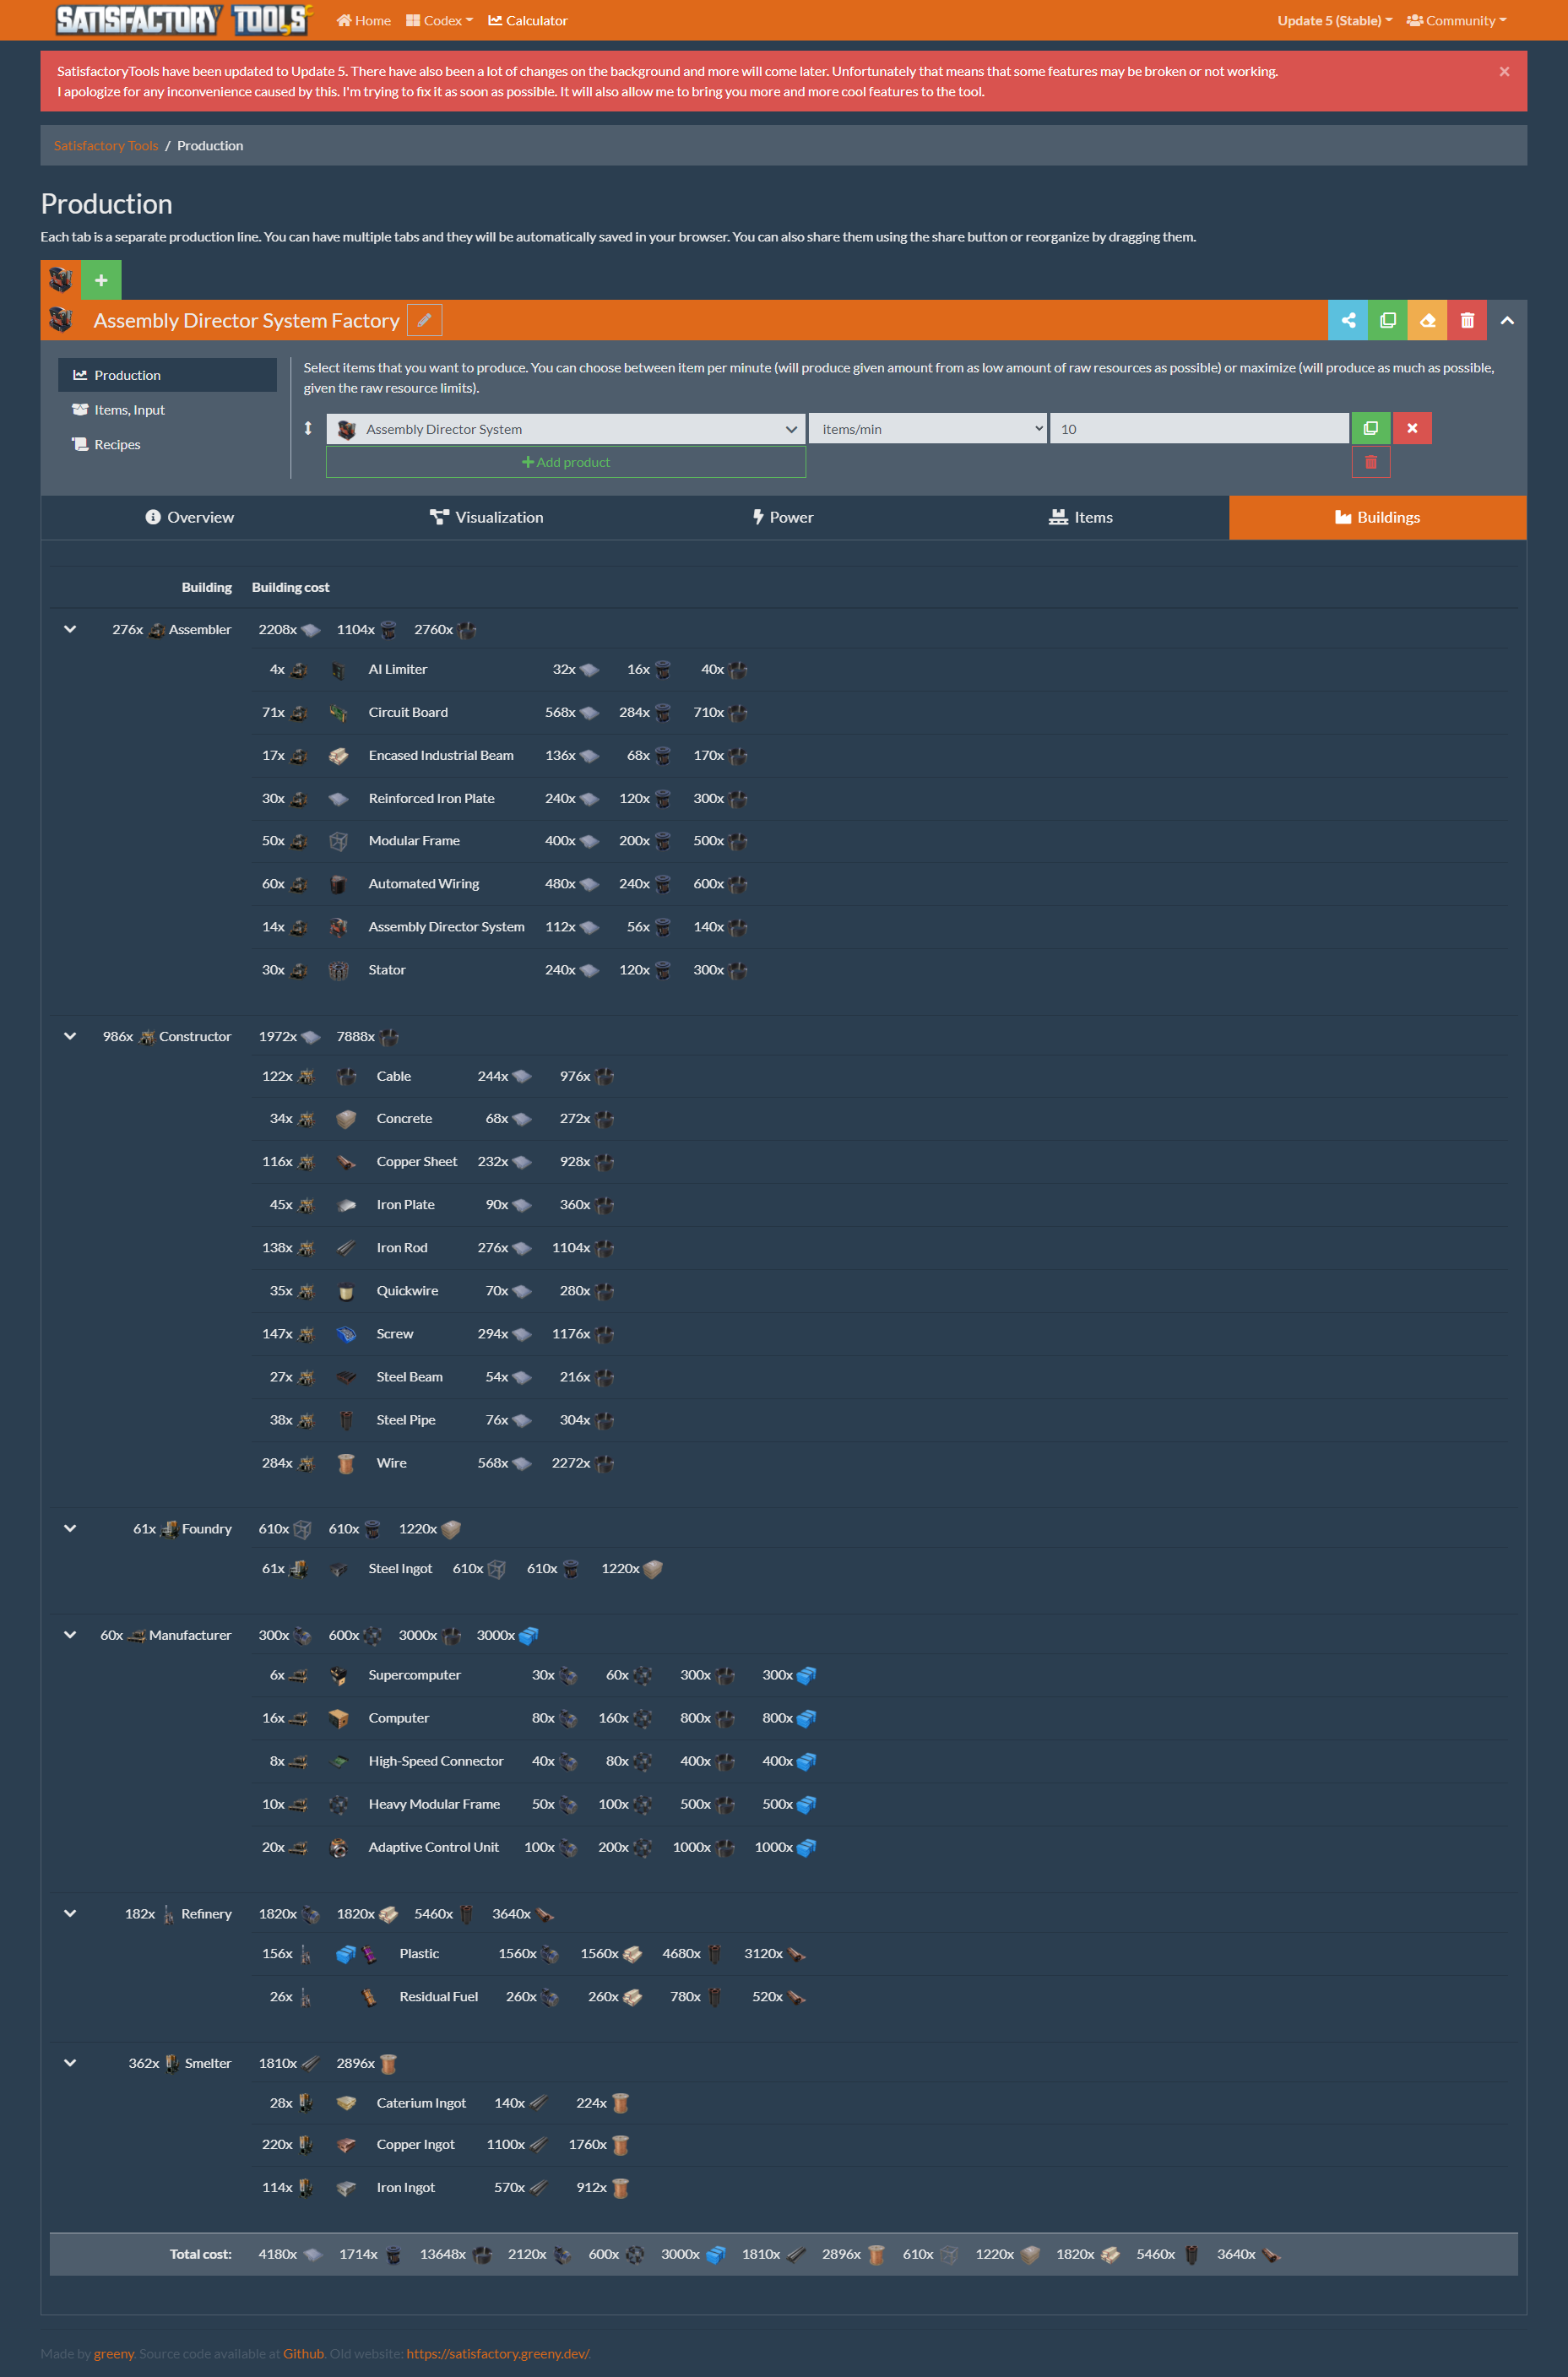 SATISFACTORY TOOLS Home Codex Calculator Update 5 (Stable) Community
SatisfactoryTools have been updated to Update 5. There have also been a lot of changes on the background and more will come later. Unfortunately that means that some features may be broken or not working. ×
I apologize for any inconvenience caused by this. I'm trying to fix it as soon as possible. It will also allow me to bring you more and more cool features to the tool.
Satisfactory Tools / Production
Production
Each tab is a separate production line. You can have multiple tabs and they will be automatically saved in your browser. You can also share them using the share button or reorganize by dragging them.
Assembly Director System Factory
Production
Items, Input
Recipes
Select items that you want to produce. You can choose between item per minute (will produce given amount from as low amount of raw resources as possible) or maximize (will produce as much as possible,
given the raw resource limits).
Assembly Director System items/min 10
Add product
Overview Visualization Power Items Buildings
Building Building cost
276x Assembler 2208x 1104x 2760x
4x AI Limiter 32x 16x 40x
71x Circuit Board 568x 284x 710x
17x Encased Industrial Beam 136x 68x 170x
30x Reinforced Iron Plate 240x 120x 300x
50x Modular Frame 400x 200x 500x
60x Automated Wiring 480x 240x 600x
14x Assembly Director System 112x 56x 140x
30x Stator 240x 120x 300x
986x Constructor 1972x 7888x
122x Cable 244x 976x
34x Concrete 68x 272x
116x Copper Sheet 232x 928x
45x Iron Plate 90x 360x
138x Iron Rod 276x 1104x
35x Quickwire 70x 280x
147x Screw 294x 1176x
27x Steel Beam 54x 216x
38x Steel Pipe 76x 304x
284x Wire 568x 2272x
61x Foundry 610x 610x 1220x
61x Steel Ingot 610x 610x 1220x
60x Manufacturer 300x 600x 3000x 3000x
6x Supercomputer 30x 60x 300x 300x
16x Computer 80x 160x 800x 800x
8x High-Speed Connector 40x 80x 400x 400x
10x Heavy Modular Frame 50x 100x 500x 500x
20x Adaptive Control Unit 100x 200x 1000x 1000x
182x Refinery 1820x 1820x 5460x 3640x
156x Plastic 1560x 1560x 4680x 3120x
26x Residual Fuel 260x 260x 780x 520x
362x Smelter 1810x 2896x
28x Caterium Ingot 140x 224x
220x Copper Ingot 1100x 1760x
114x Iron Ingot 570x 912x
Total cost: 4180x 1714x 13648x 2120x 600x 3000x 1810x 2896x 610x 1220x 1820x 5460x 3640x
Made by greeny. Source code available at Github. Old website: https://satisfactory.greeny.dev/.